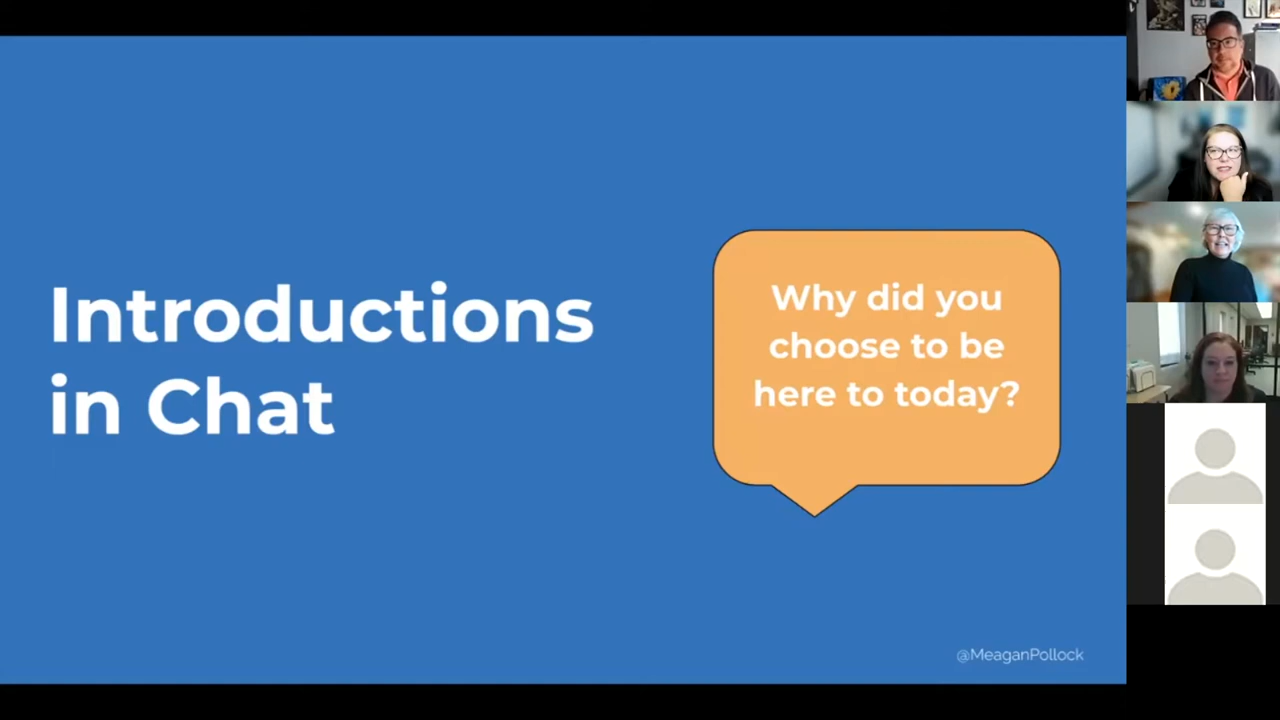 Introductions
in Chat
Why did you
choose to be
here to today?
@MeaganPollock